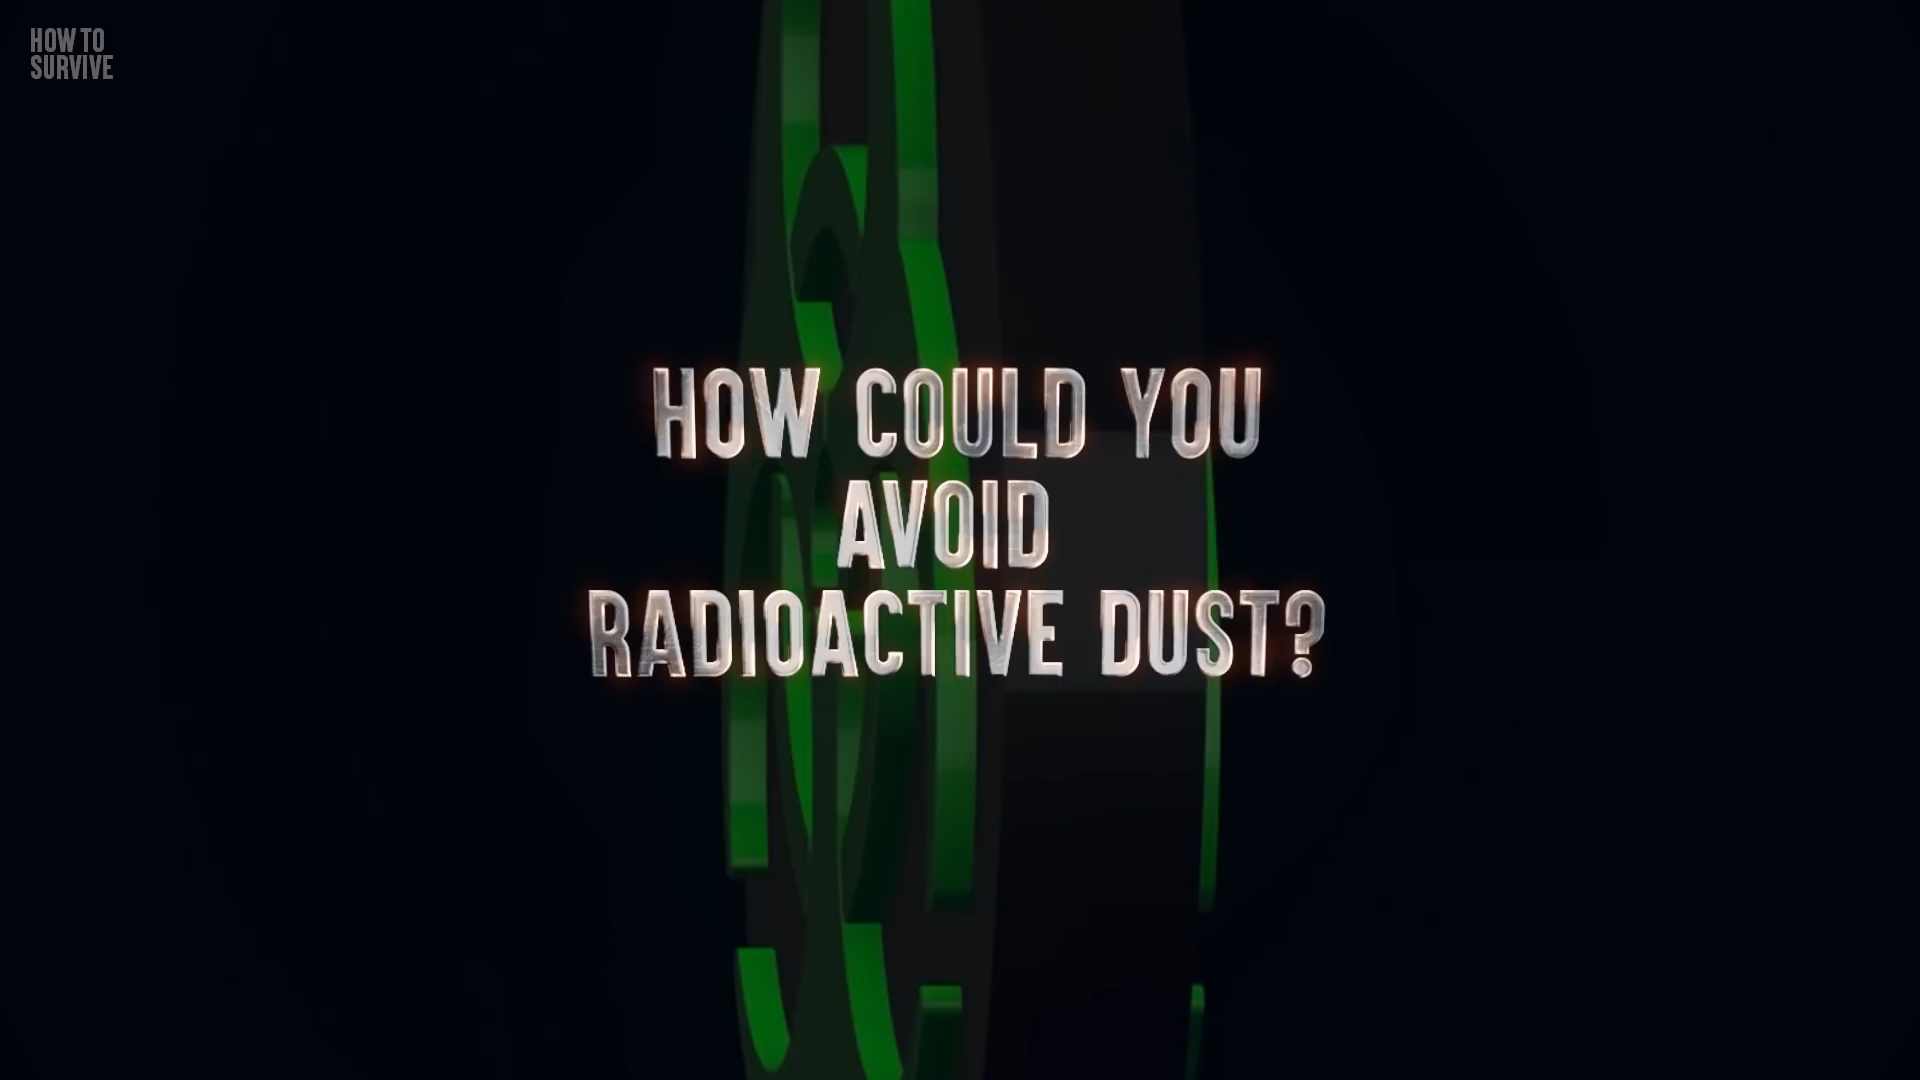 HOW TO
SURVIVE
HOW COULD YOU
AVOID
RADIOACTIVE DUST?